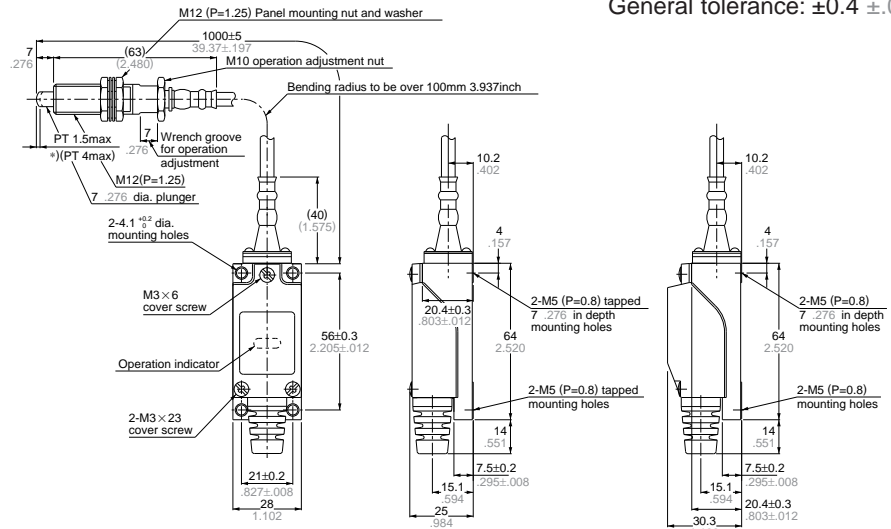 General tolerance: ±0.4
M12 (P=1.25) Panel mounting nut and washer
1000±5
39.37±.197
7
.276
(63)
(2.480)
M10 operation adjustment nut
Bending radius to be over 100mm 3.937inch
PT 1.5max
*)(PT 4max)
7
.276
Wrench groove
for operation
adjustment
M12(P=1.25)
7 .276 dia. plunger
2-4.1 +0.2 0 dia.
mounting holes
(40)
(1.575)
M3×6
cover screw
56±0.3
2.205±.012
Operation indicator
2-M3×23
cover screw
21±0.2
.827±.008
28
1.102
10.2
.402
4
.157
20.4±0.3
.803±.012
2-M5 (P=0.8) tapped
7 .276 in depth
mounting holes
64
2.520
2-M5 (P=0.8) tapped
mounting holes
14
.551
7.5±0.2
.295±.008
15.1
.594
25
.984
10.2
.402
4
.157
2-M5 (P=0.8)
7 .276 in depth
mounting holes
64
2.520
2-M5 (P=0.8)
mounting holes
14
.551
7.5±0.2
.295±.008
15.1
.594
20.4±0.3
.803±.012
30.3